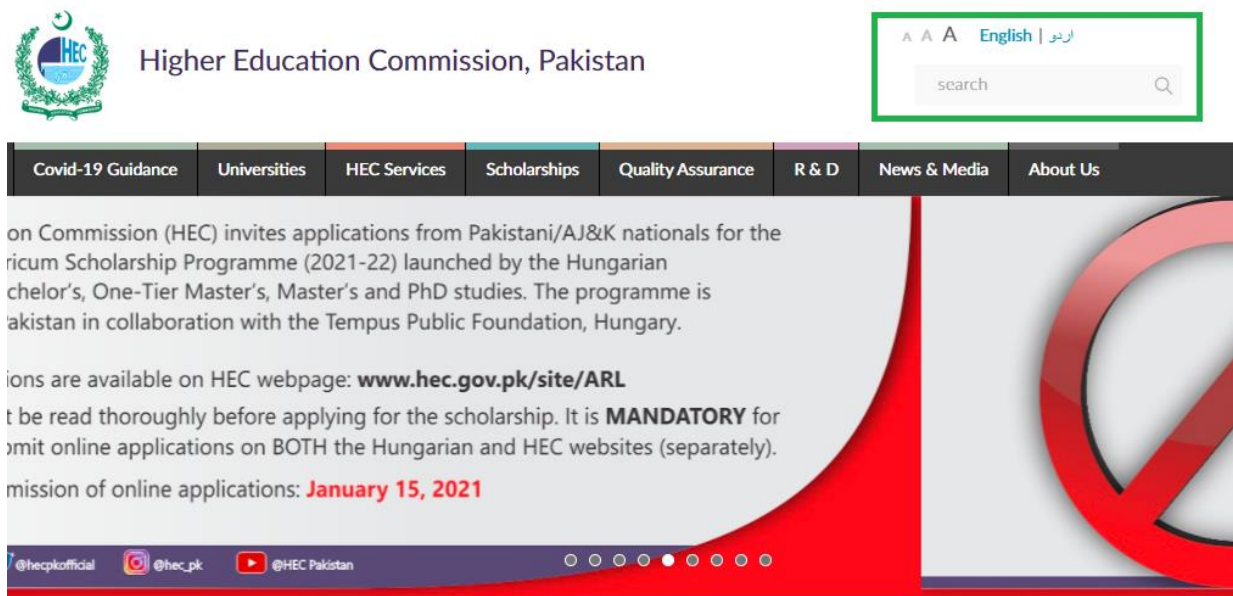 HEC
Higher Education Commission, Pakistan
A A A English | اردو
search
Covid-19 Guidance Universities HEC Services Scholarships Quality Assurance R & D News & Media About Us
on Commission (HEC) invites applications from Pakistani/AJ&K nationals for the
ricum Scholarship Programme (2021-22) launched by the Hungarian
chelor's, One-Tier Master's, Master's and PhD studies. The programme is
akistan in collaboration with the Tempus Public Foundation, Hungary.
ions are available on HEC webpage: www.hec.gov.pk/site/ARL
t be read thoroughly before applying for the scholarship. It is MANDATORY for
omit online applications on BOTH the Hungarian and HEC websites (separately).
mission of online applications: January 15, 2021
@hecpkofficial @hec_pk @HEC Pakistan